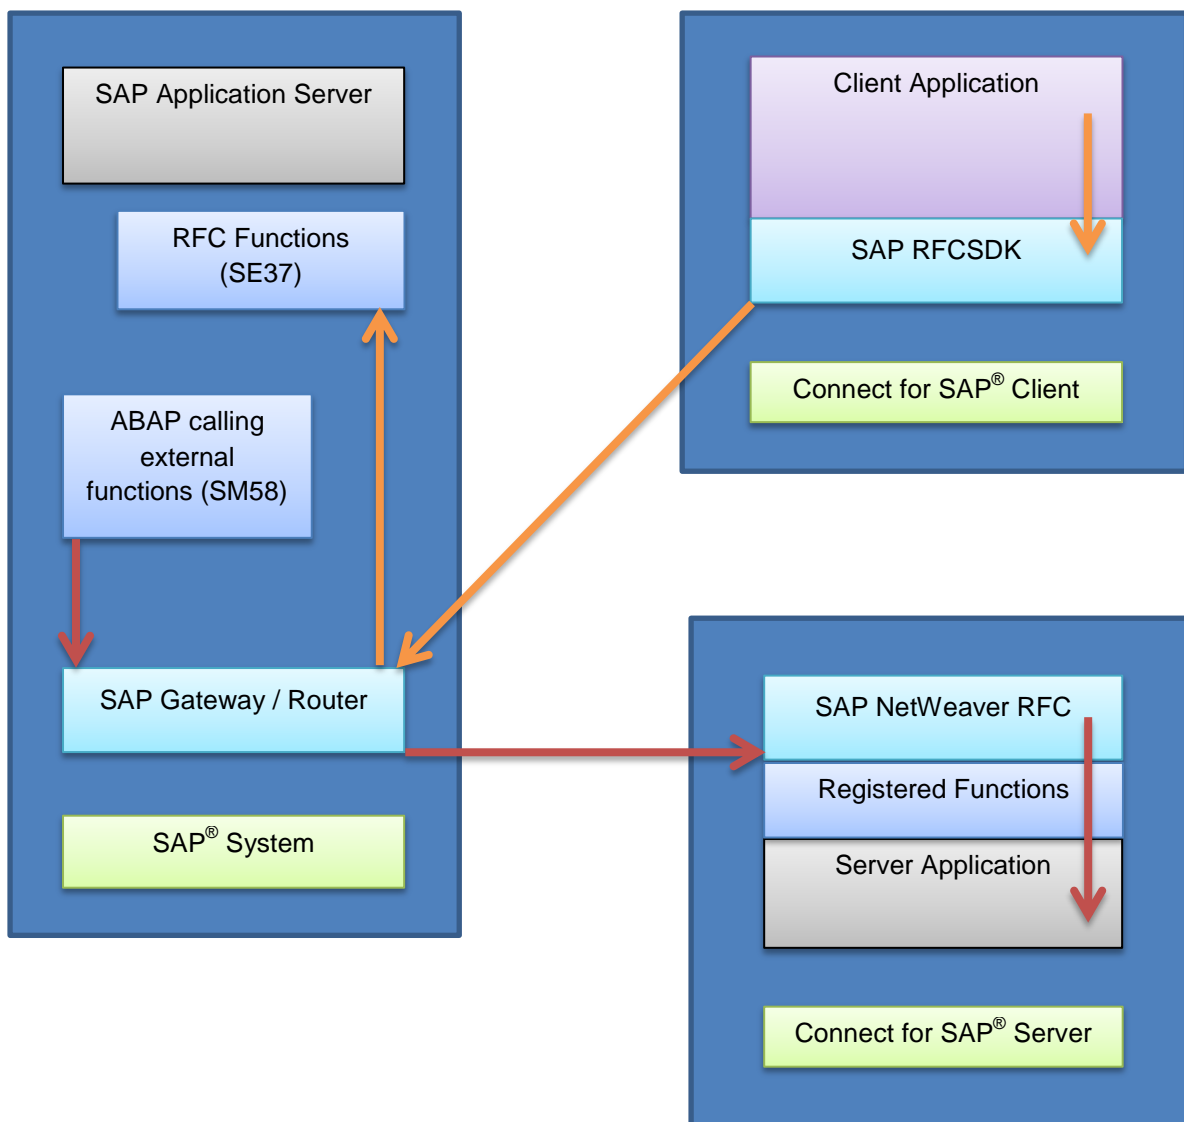 SAP Application Server
RFC Functions
(SE37)
ABAP calling
external
functions (SM58)
SAP Gateway / Router
SAP® System
Client Application
SAP RFCSDK
Connect for SAP® Client
SAP NetWeaver RFC
Registered Functions
Server Application
Connect for SAP® Server